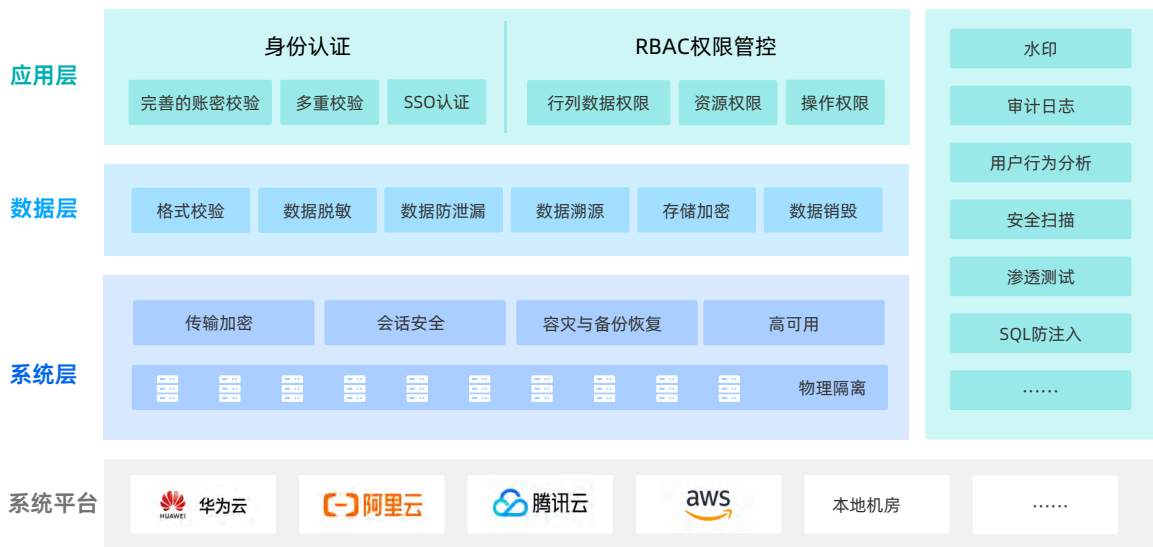 应用层
身份认证
完善的账密校验
多重校验
SSO认证
RBAC权限管控
行列数据权限
资源权限
操作权限
数据层
格式校验
数据脱敏
数据防泄漏
数据溯源
存储加密
数据销毁
系统层
传输加密
会话安全
容灾与备份恢复
高可用
物理隔离
水印
审计日志
用户行为分析
安全扫描
渗透测试
SQL防注入
……
系统平台
HUAWEI
华为云
阿里云
腾讯云
aws
本地机房
……